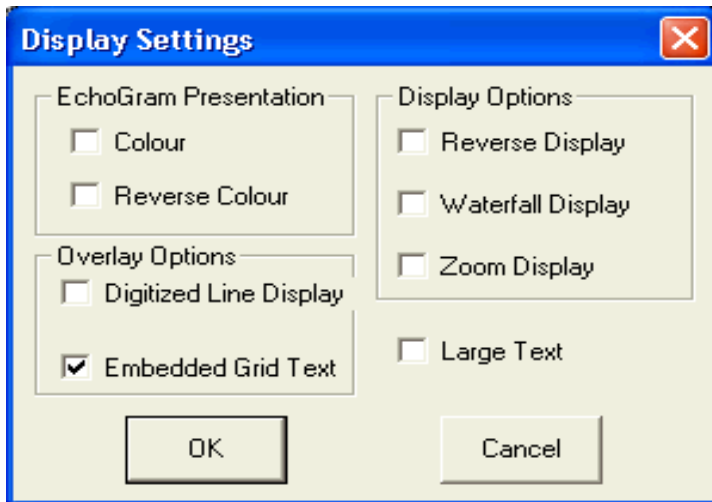 Display Settings
EchoGram Presentation
Colour
Reverse Colour
Overlay Options
Digitized Line Display
Embedded Grid Text
Display Options
Reverse Display
Waterfall Display
Zoom Display
Large Text
OK
Cancel